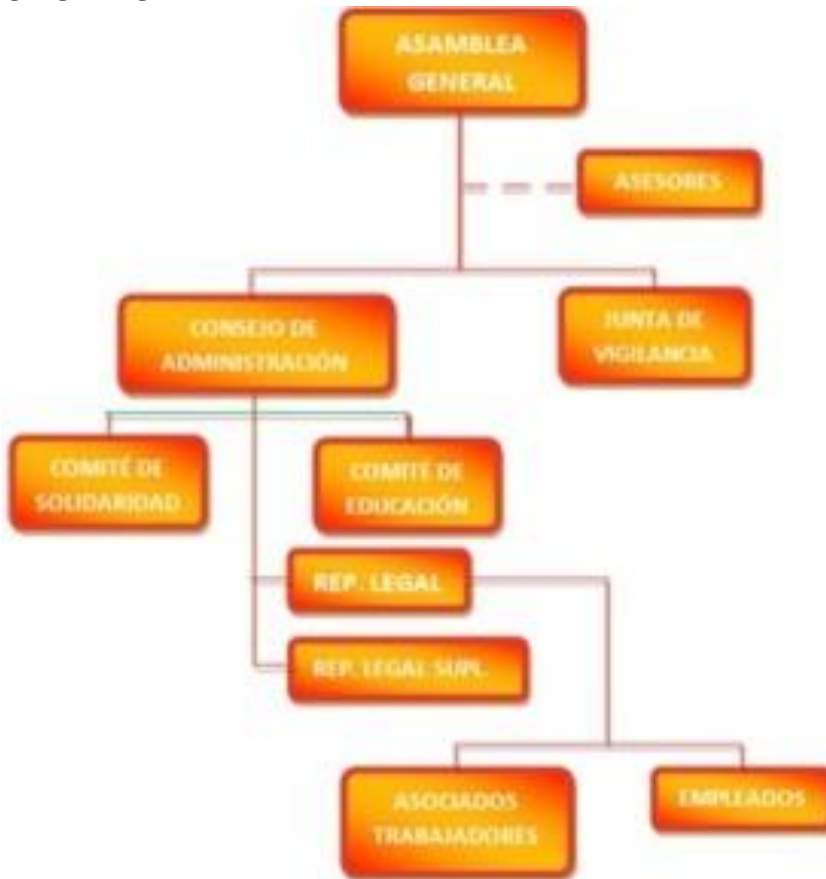 ASAMBLEA
GENERAL
ASESORES
CONSEJO DE
ADMINISTRACIÓN
JUNTA DE
VIGILANCIA
COMITÉ DE
SOLIDARIDAD
COMITÉ DE
EDUCACIÓN
REP. LEGAL
REP. LEGAL SUPL.
ASOCIADOS
TRABAJADORES
EMPLEADOS